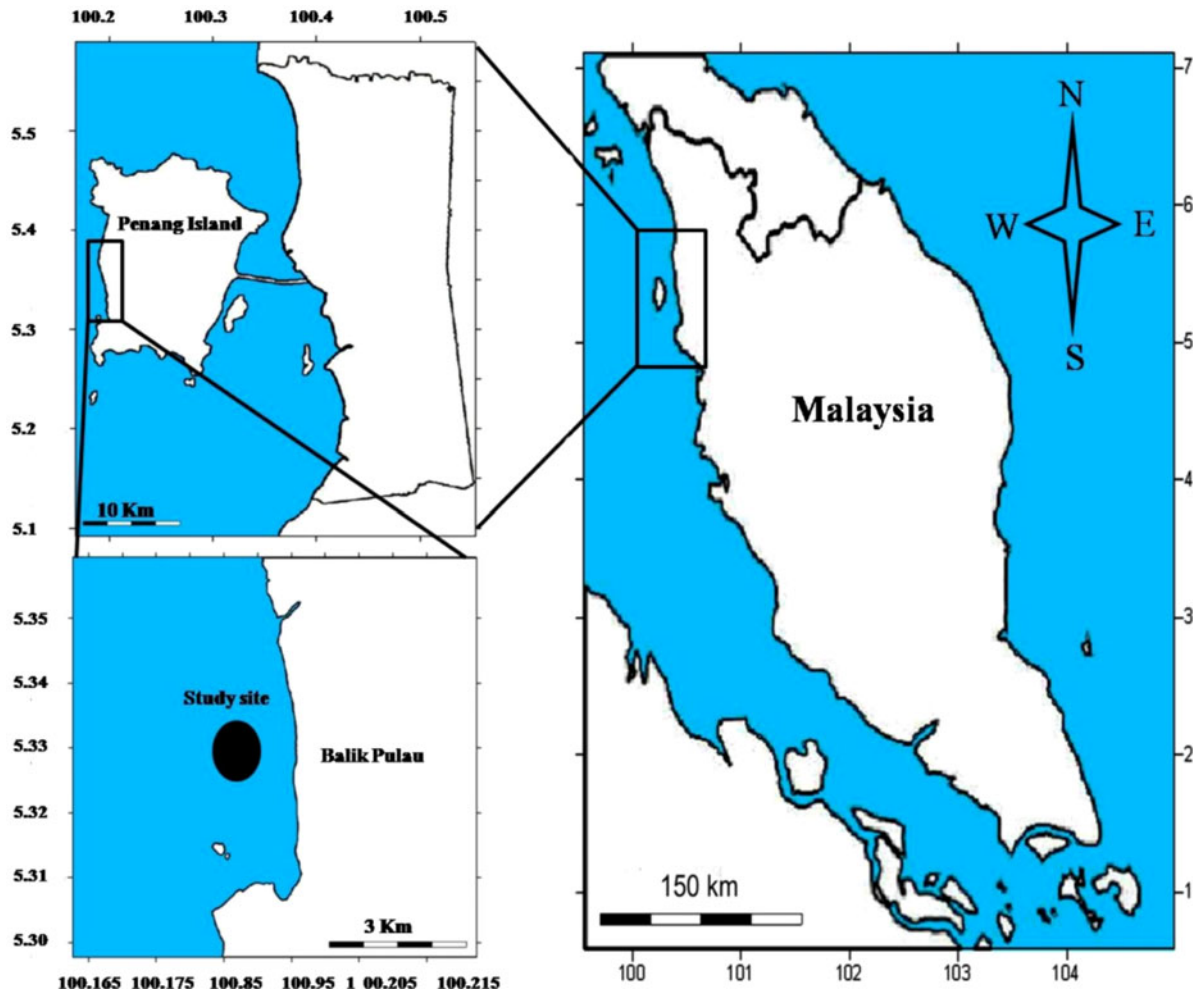 100.2 100.3 100.4 100.5
5.5
5.4
5.3
5.2
5.1
Penang Island
10 Km
5.35
5.34
5.33
5.32
5.31
5.30
Study site
Balik Pulau
3 Km
100.165 100.175 100.85 100.95 1 00.205 100.215
7
6
5
4
3
2
1
N
W E
S
Malaysia
150 km
100 101 102 103 104